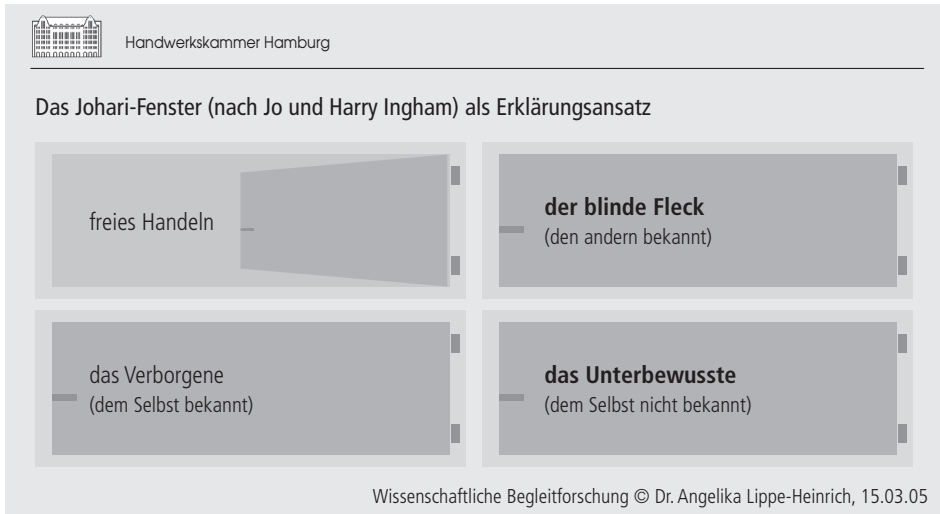 Handwerkskammer Hamburg
Das Johari-Fenster (nach Jo und Harry Ingham) als Erklärungsansatz
freies Handeln
der blinde Fleck
(den andern bekannt)
das Verborgene
(dem Selbst bekannt)
das Unterbewusste
(dem Selbst nicht bekannt)
Wissenschaftliche Begleitforschung © Dr. Angelika Lippe-Heinrich, 15.03.05